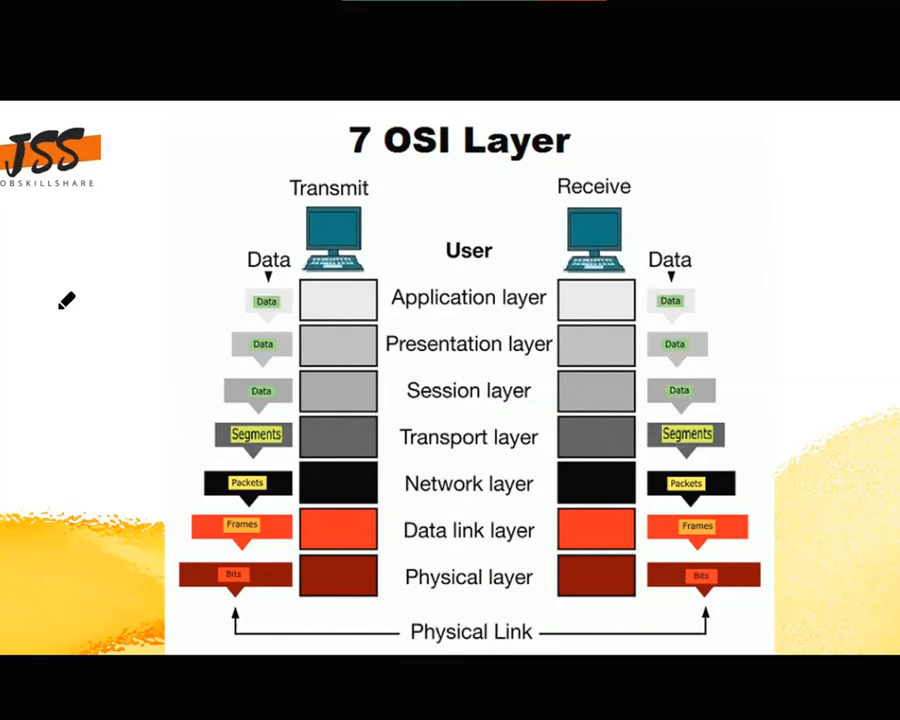 7 OSI Layer
JSS
OBSKILLSHARE
Transmit
Receive
User
Data
Data
Data Application layer Data
Data Presentation layer Data
Data Session layer Data
Segments Transport layer Segments
Packets Network layer Packets
Frames Data link layer Frames
Bits Physical layer Bits
Physical Link